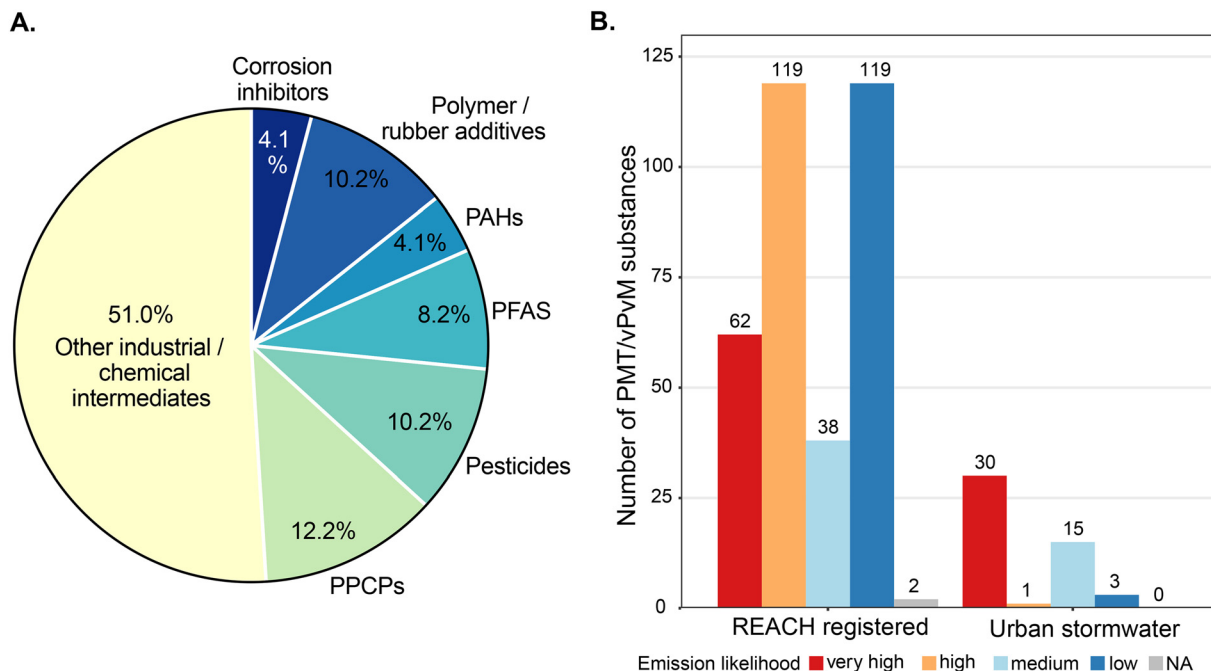 A.
Corrosion
inhibitors
4.1
%
Polymer /
rubber additives
10.2%
PAHs
4.1%
PFAS
8.2%
Pesticides
10.2%
PPCPs
12.2%
51.0%
Other industrial /
chemical
intermediates
B.
Number of PMT/vPvM substances
125
100
75
50
25
0
62
119
38
119
2
30
1
15
3
0
REACH registered
Urban stormwater
Emission likelihood very high high medium low NA